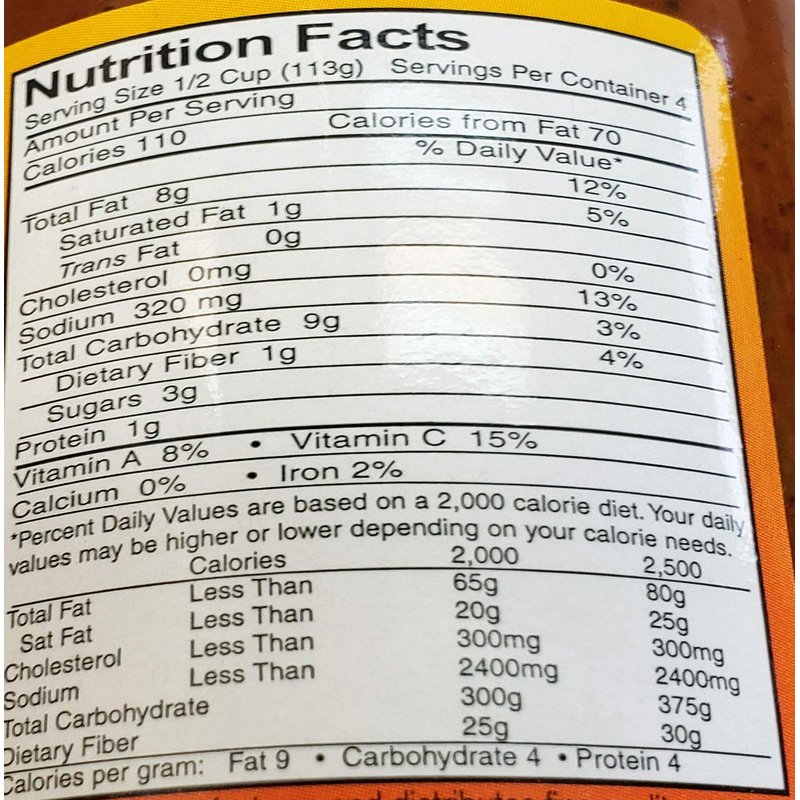 Nutrition Facts
Serving Size 1/2 Cup (113g) Servings Per Container 4
Amount Per Serving
Calories 110 Calories from Fat 70
% Daily Value*
Total Fat 8g 12%
Saturated Fat 1g 5%
Trans Fat 0g
Cholesterol 0mg 0%
Sodium 320 mg 13%
Total Carbohydrate 9g 3%
Dietary Fiber 1g 4%
Sugars 3g
Protein 1g
Vitamin A 8% • Vitamin C 15%
Calcium 0% • Iron 2%
*Percent Daily Values are based on a 2,000 calorie diet. Your daily
values may be higher or lower depending on your calorie needs.
Calories 2,000 2,500
Total Fat Less Than 65g 80g
Sat Fat Less Than 20g 25g
Cholesterol Less Than 300mg 300mg
Sodium Less Than 2400mg 2400mg
Total Carbohydrate 300g 375g
Dietary Fiber 25g 30g
Calories per gram: Fat 9 • Carbohydrate 4 • Protein 4